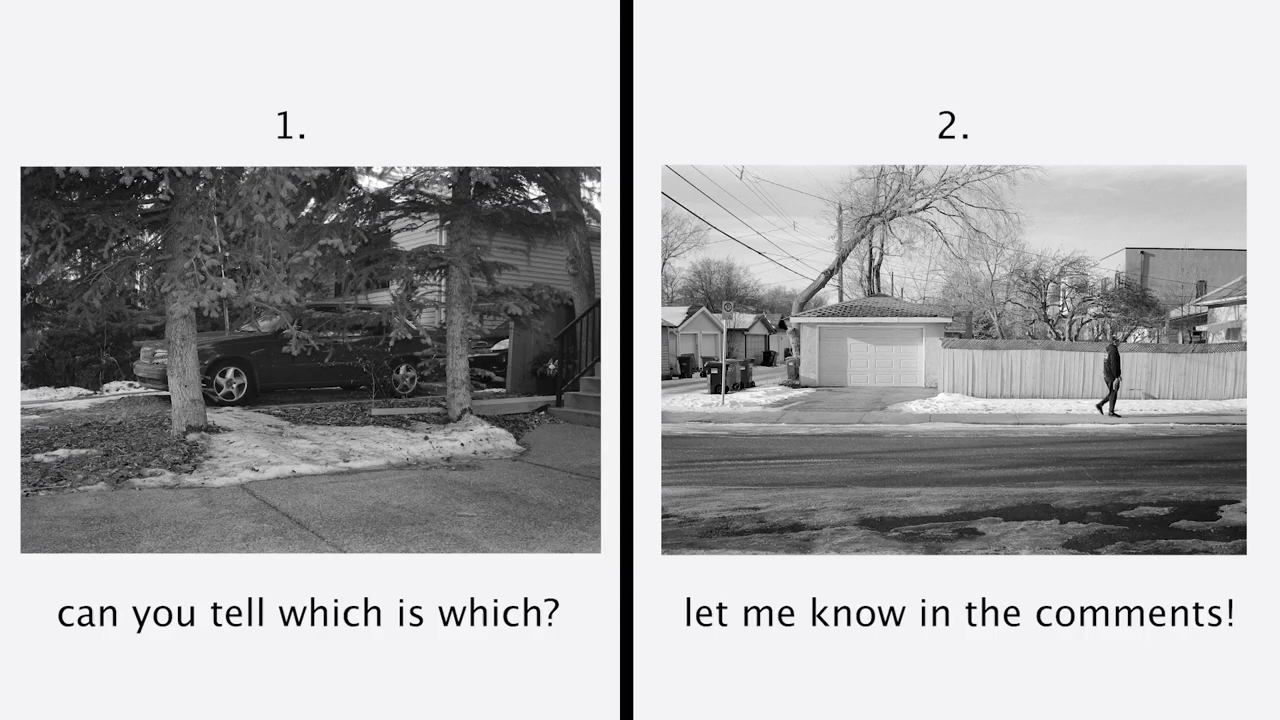 1.
can you tell which is which?
2.
let me know in the comments!